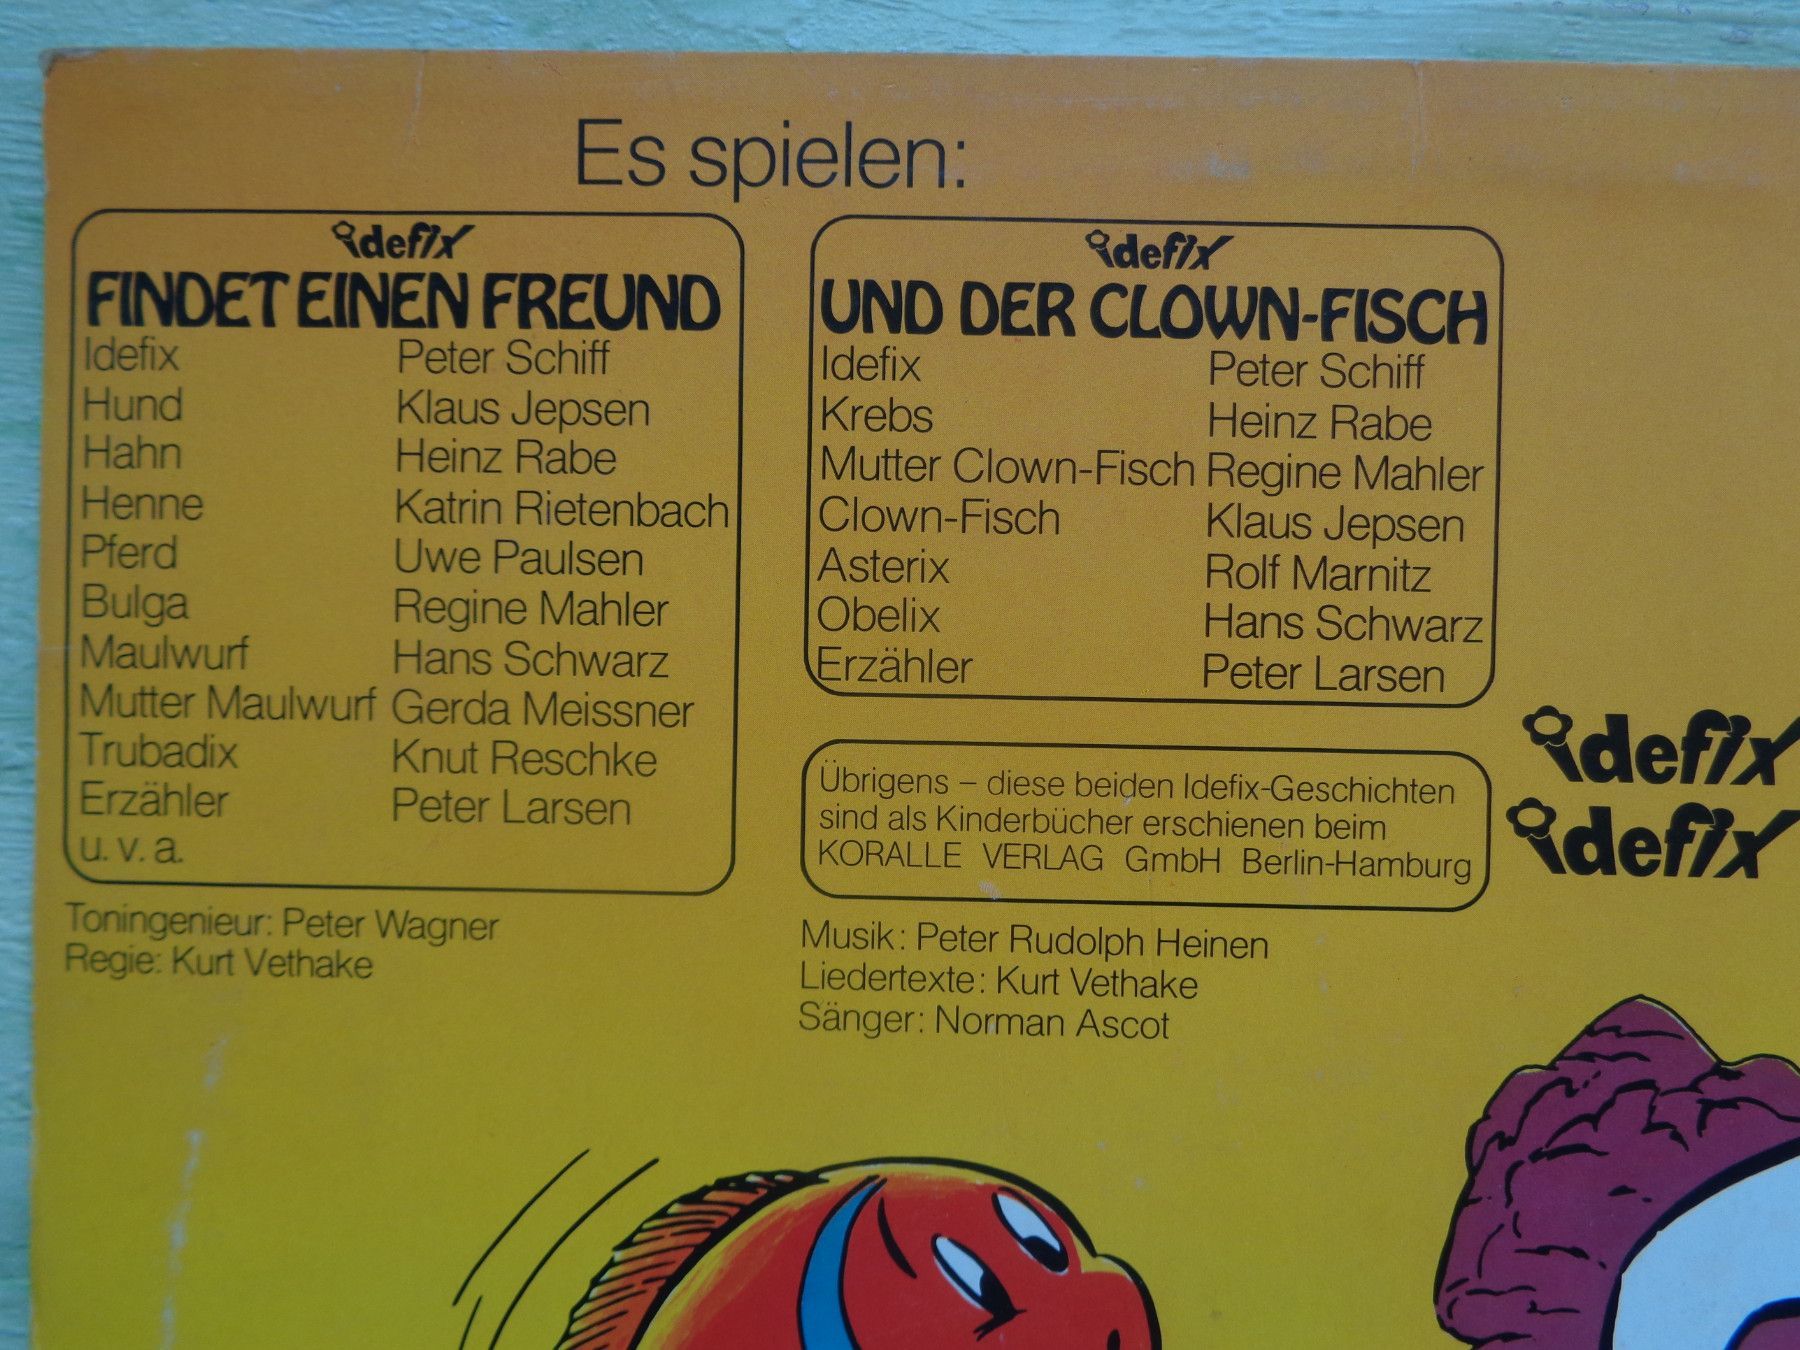 Es spielen:
idefix
FINDET EINEN FREUND
Idefix Peter Schiff
Hund Klaus Jepsen
Hahn Heinz Rabe
Henne Katrin Rietenbach
Pferd Uwe Paulsen
Bulga Regine Mahler
Maulwurf Hans Schwarz
Mutter Maulwurf Gerda Meissner
Trubadix Knut Reschke
Erzähler Peter Larsen
u. v. a.
Toningenieur: Peter Wagner
Regie: Kurt Vethake
idefix
UND DER CLOWN-FISCH
Idefix Peter Schiff
Krebs Heinz Rabe
Mutter Clown-Fisch Regine Mahler
Clown-Fisch Klaus Jepsen
Asterix Rolf Marnitz
Obelix Hans Schwarz
Erzähler Peter Larsen
Übrigens – diese beiden Idefix-Geschichten
sind als Kinderbücher erschienen beim
KORALLE VERLAG GmbH Berlin-Hamburg
Musik: Peter Rudolph Heinen
Liedertexte: Kurt Vethake
Sänger: Norman Ascot
idefix
idefix